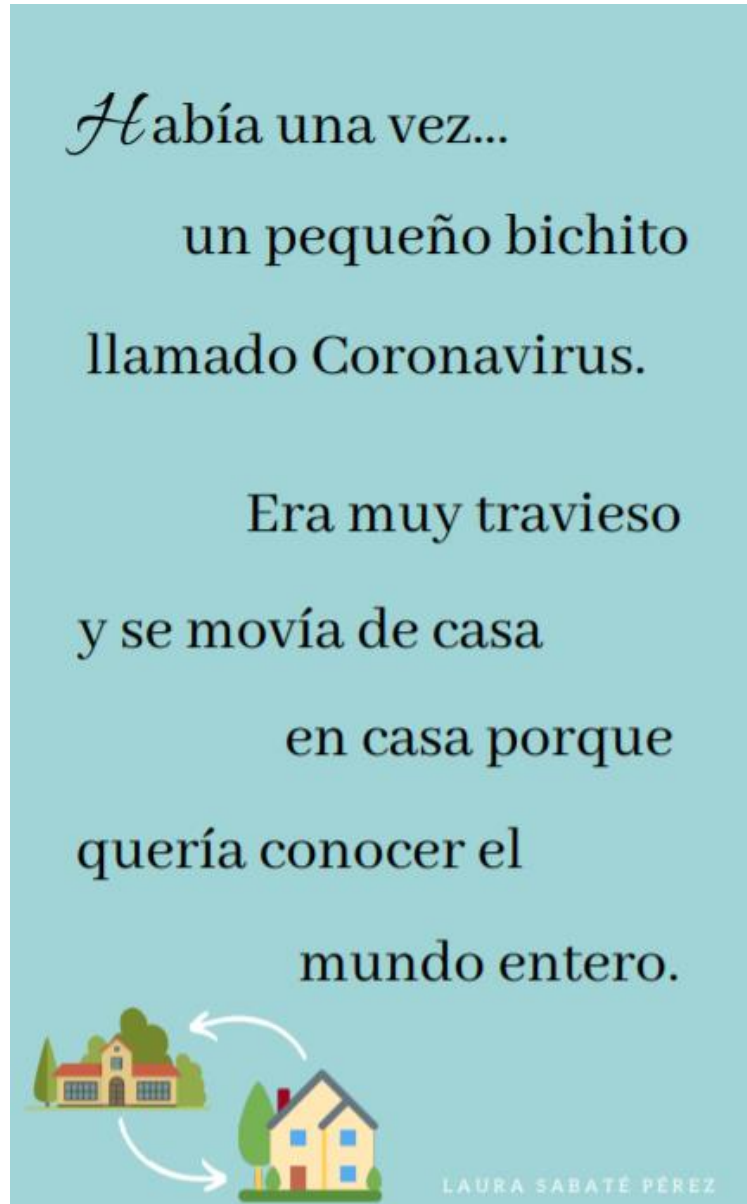 Había una vez...
un pequeño bichito
llamado Coronavirus.
Era muy travieso
y se movía de casa
en casa porque
quería conocer el
mundo entero.
LAURA SABATÉ PÉREZ